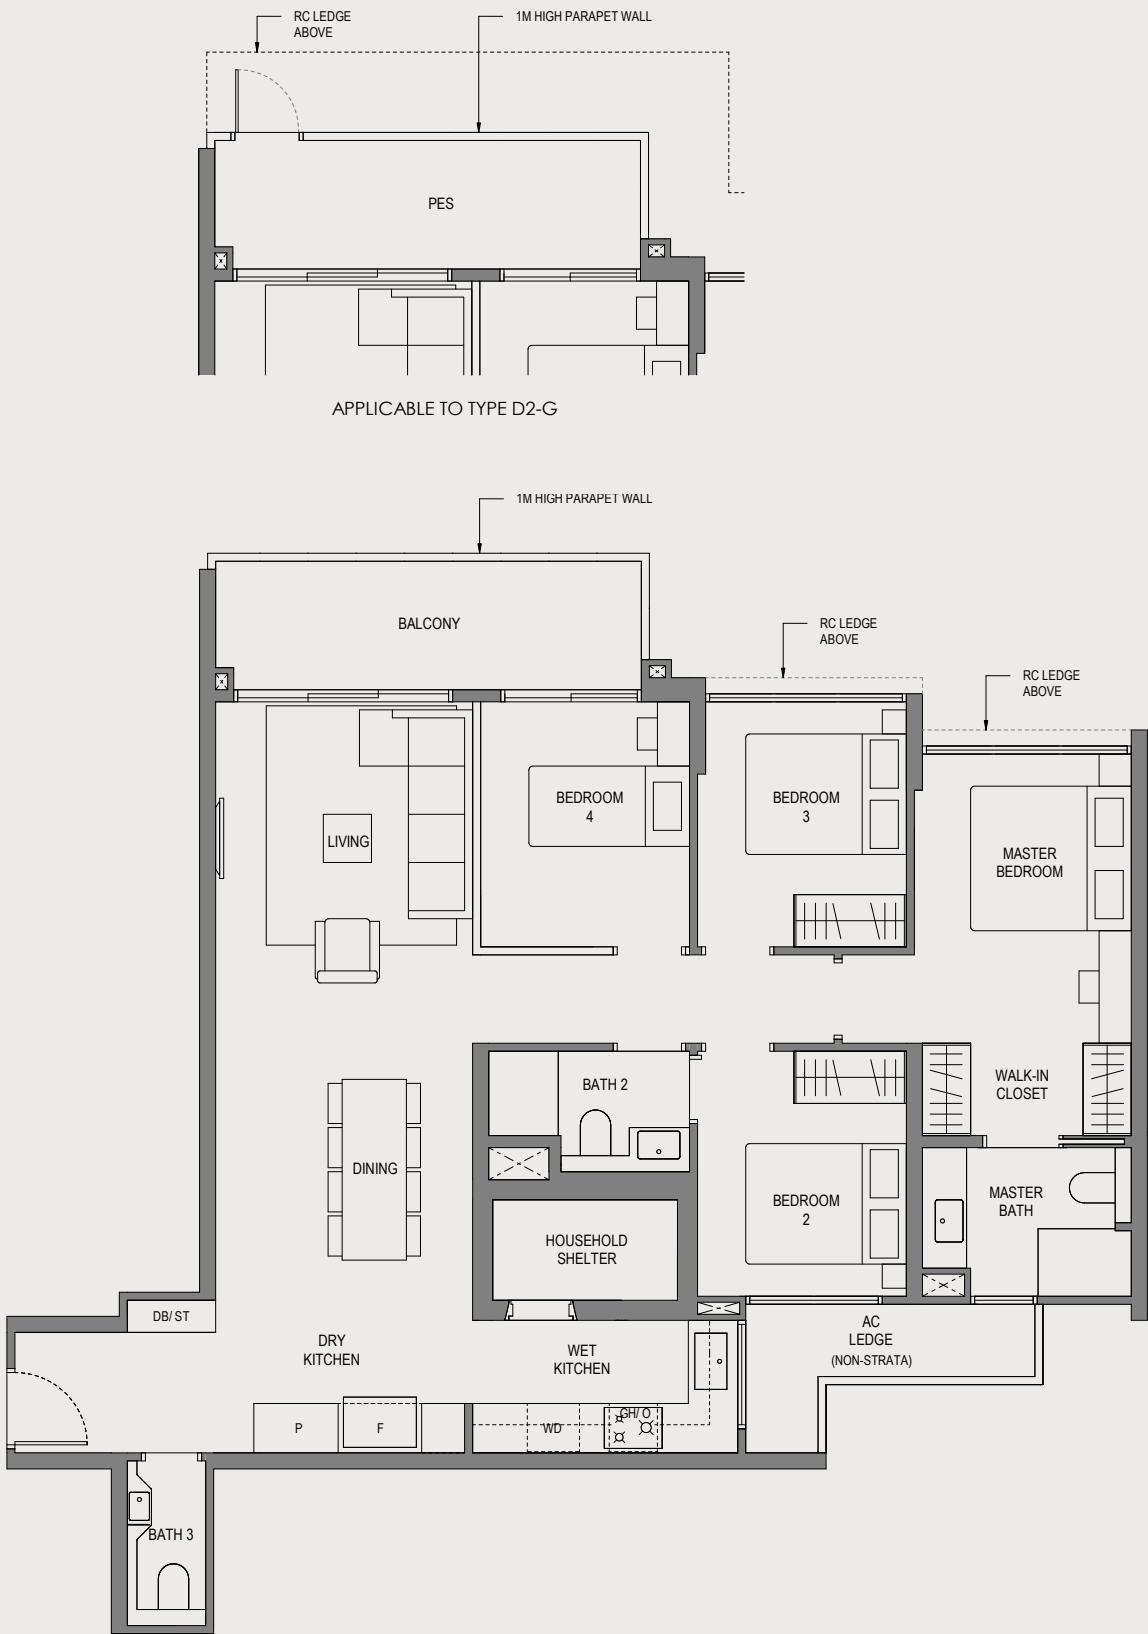 RC LEDGE
ABOVE
1M HIGH PARAPET WALL
PES
APPLICABLE TO TYPE D2-G
1M HIGH PARAPET WALL
BALCONY
RC LEDGE
ABOVE
RC LEDGE
ABOVE
BEDROOM
4
BEDROOM
3
LIVING
MASTER
BEDROOM
BATH 2
WALK-IN
CLOSET
DINING
BEDROOM
2
MASTER
BATH
HOUSEHOLD
SHELTER
DB/ ST
DRY
KITCHEN
WET
KITCHEN
AC
LEDGE
(NON-STRATA)
P
F
WD
GH/ O
BATH 3